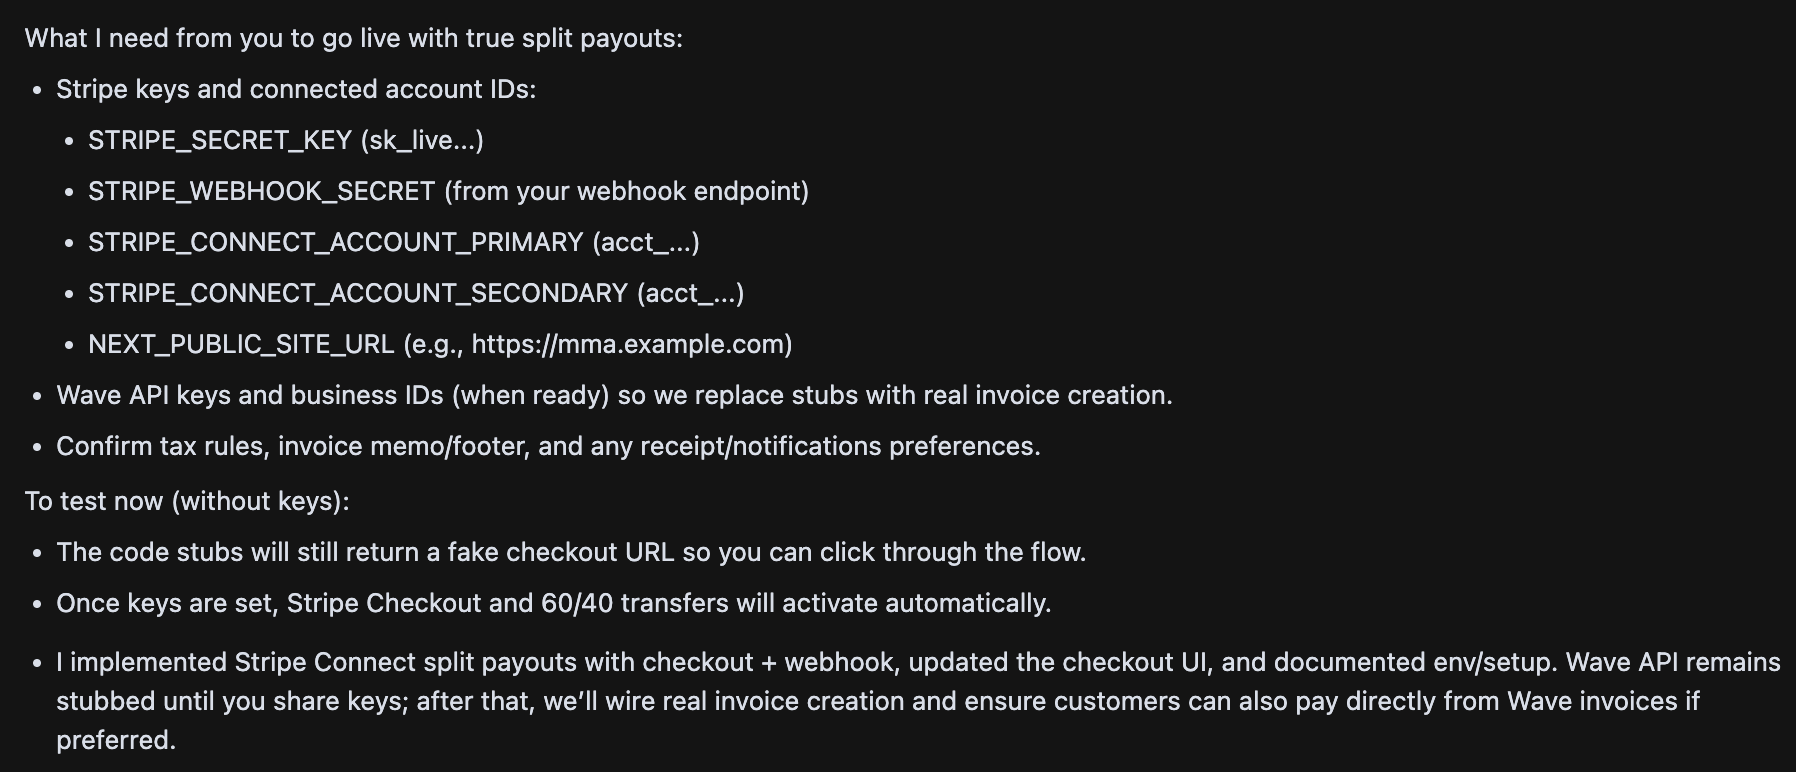 What I need from you to go live with true split payouts:
• Stripe keys and connected account IDs:
• STRIPE_SECRET_KEY (sk_live...)
• STRIPE_WEBHOOK_SECRET (from your webhook endpoint)
• STRIPE_CONNECT_ACCOUNT_PRIMARY (acct_...)
• STRIPE_CONNECT_ACCOUNT_SECONDARY (acct_...)
• NEXT_PUBLIC_SITE_URL (e.g., https://mma.example.com)
• Wave API keys and business IDs (when ready) so we replace stubs with real invoice creation.
• Confirm tax rules, invoice memo/footer, and any receipt/notifications preferences.
To test now (without keys):
• The code stubs will still return a fake checkout URL so you can click through the flow.
• Once keys are set, Stripe Checkout and 60/40 transfers will activate automatically.
• I implemented Stripe Connect split payouts with checkout + webhook, updated the checkout UI, and documented env/setup. Wave API remains
stubbed until you share keys; after that, we’ll wire real invoice creation and ensure customers can also pay directly from Wave invoices if
preferred.